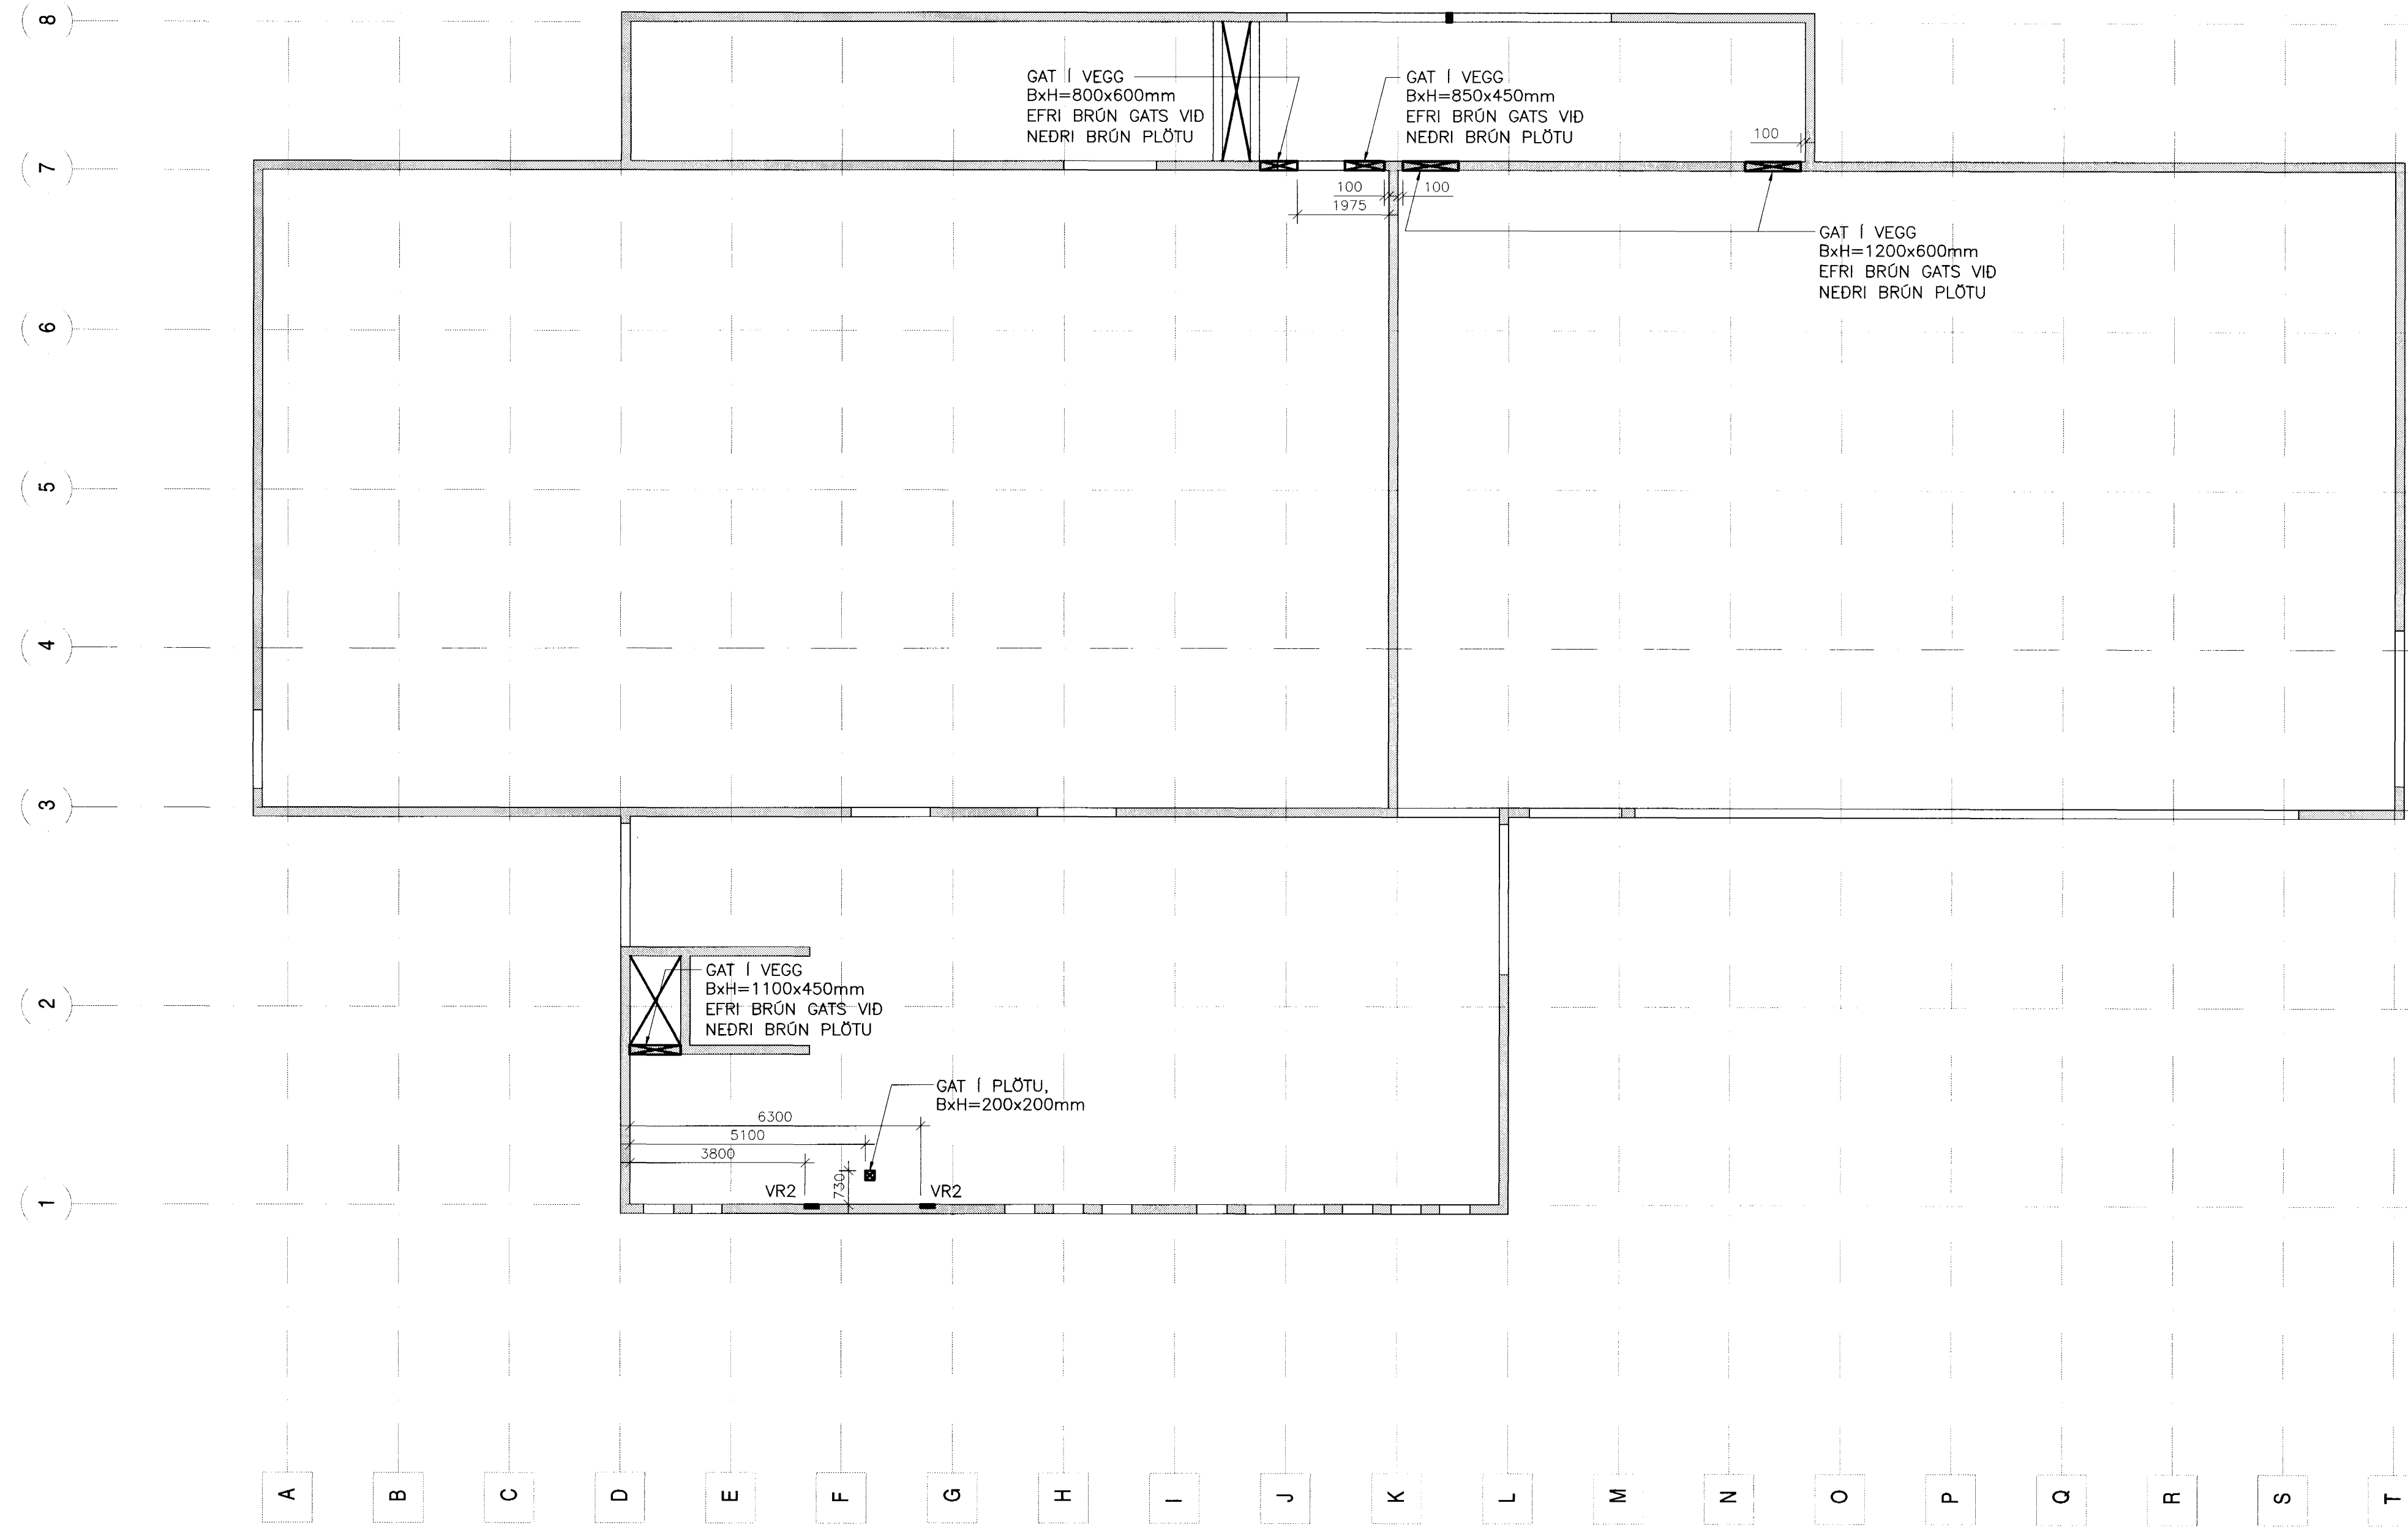 8
GAT Í VEGG
BxH=800x600mm
EFRI BRÚN GATS VIÐ
NEÐRI BRÚN PLÖTU
GAT Í VEGG
BxH=850x450mm
EFRI BRÚN GATS VIÐ
NEÐRI BRÚN PLÖTU
100
7
100
100
1975
GAT Í VEGG
BxH=1200x600mm
EFRI BRÚN GATS VIÐ
NEÐRI BRÚN PLÖTU
6
5
4
3
GAT Í VEGG
BxH=1100x450mm
EFRI BRÚN GATS VIÐ
NEÐRI BRÚN PLÖTU
2
GAT Í PLÖTU,
BxH=200x200mm
6300
5100
3800
730
VR2
VR2
1
A
B
C
D
E
F
G
H
I
J
K
L
M
N
O
P
Q
R
S
T